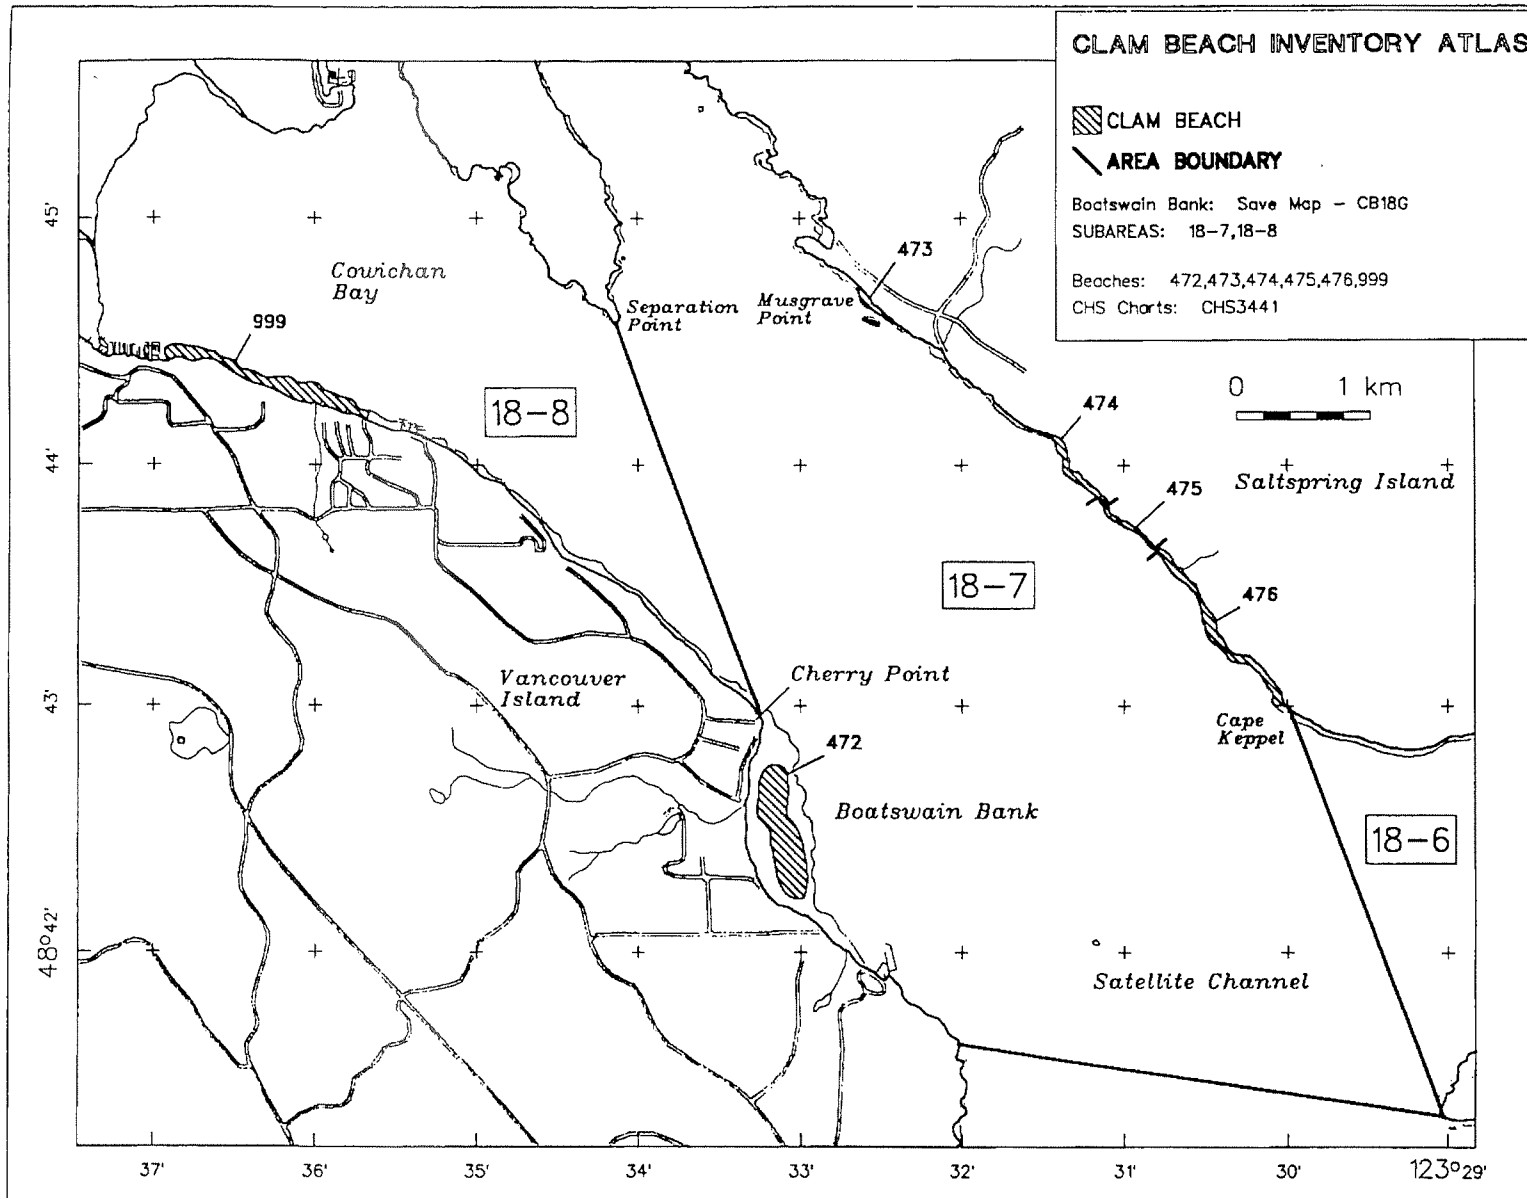 CLAM BEACH INVENTORY ATLAS
CLAM BEACH
AREA BOUNDARY
Boatswain Bank: Save Map - CB18G
SUBAREAS: 18-7,18-8
Beaches: 472,473,474,475,476,999
CHS Charts: CHS3441
0 1 km
45'
44'
43'
48°42'
Cowichan
Bay
999
Separation
Point
Musgrave
Point
473
18-8
474
Saltspring Island
475
18-7
476
Vancouver
Island
Cherry Point
472
Cape
Keppel
Boatswain Bank
18-6
Satellite Channel
37' 36' 35' 34' 33' 32' 31' 30' 123°29'